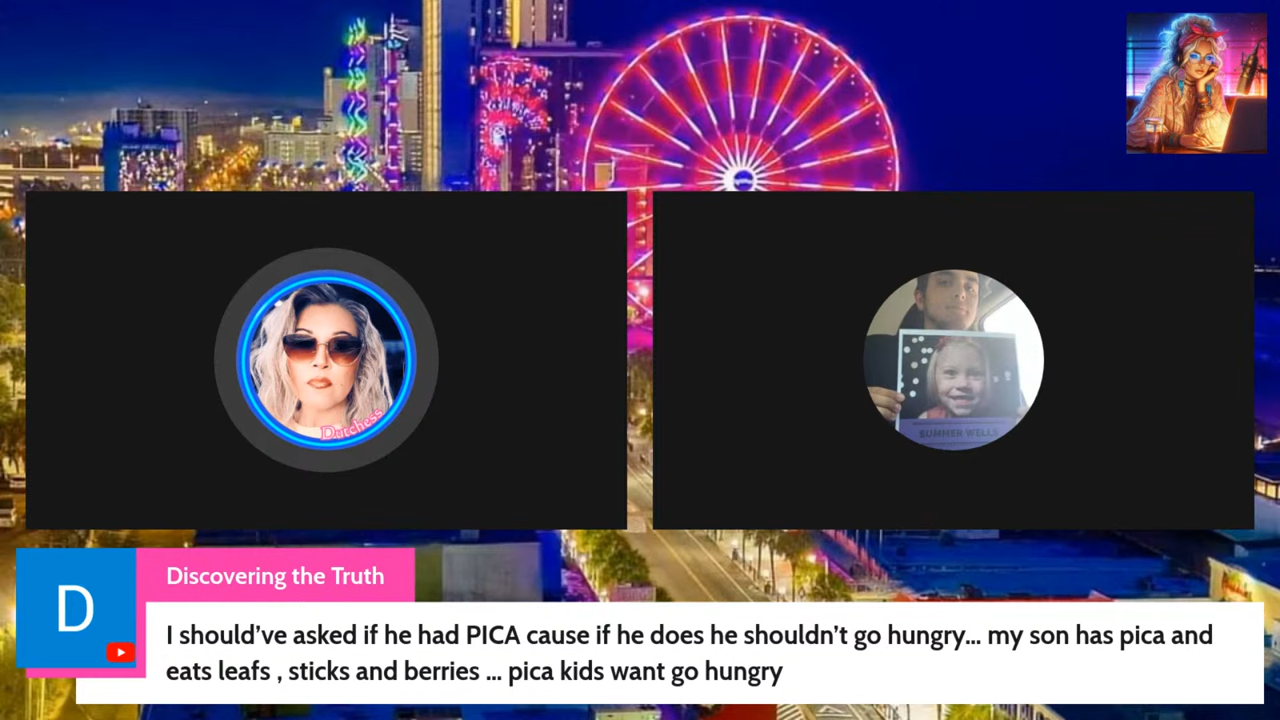 Dutchess
SUMMER WELLS
D
Discovering the Truth
I should've asked if he had PICA cause if he does he shouldn't go hungry... my son has pica and
eats leafs , sticks and berries ... pica kids want go hungry